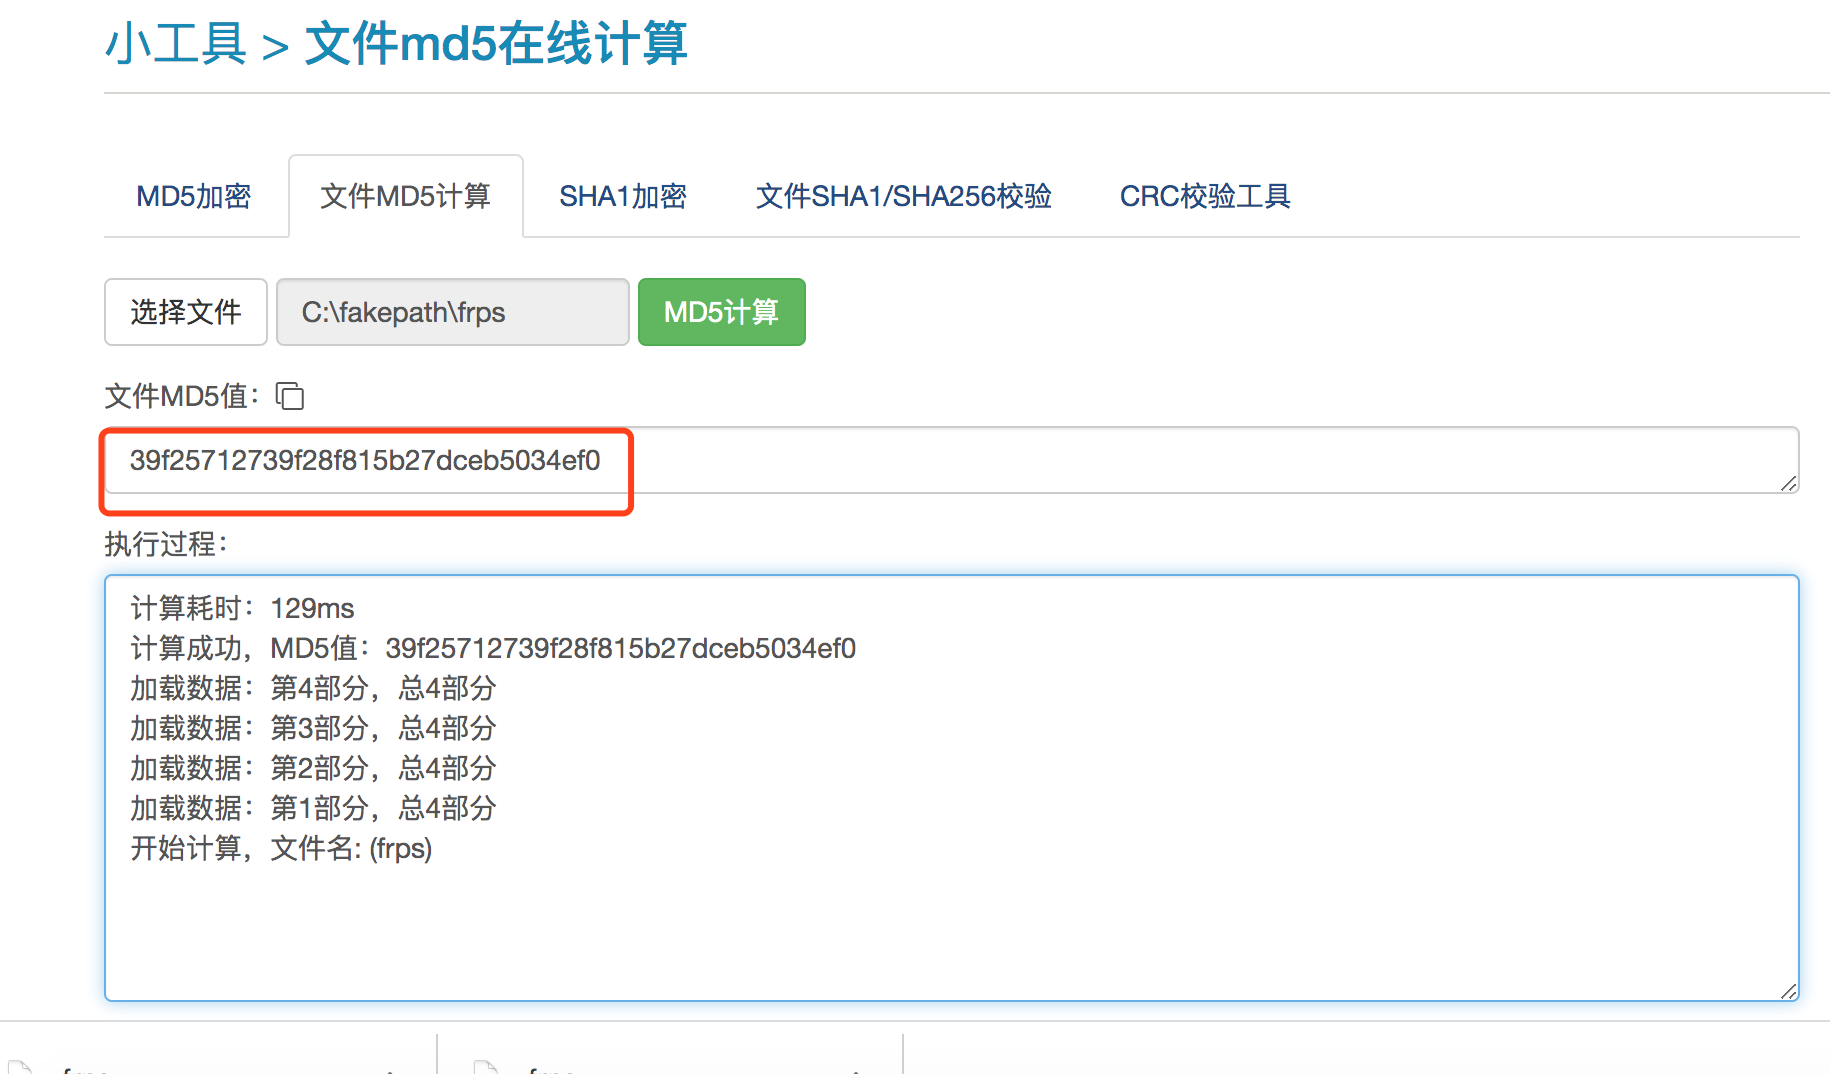 小工具 > 文件md5在线计算
MD5加密 文件MD5计算 SHA1加密 文件SHA1/SHA256校验 CRC校验工具
选择文件 C:\fakepath\frps MD5计算
文件MD5值：
39f25712739f28f815b27dceb5034ef0
执行过程：
计算耗时：129ms
计算成功，MD5值：39f25712739f28f815b27dceb5034ef0
加载数据：第4部分，总4部分
加载数据：第3部分，总4部分
加载数据：第2部分，总4部分
加载数据：第1部分，总4部分
开始计算，文件名: (frps)